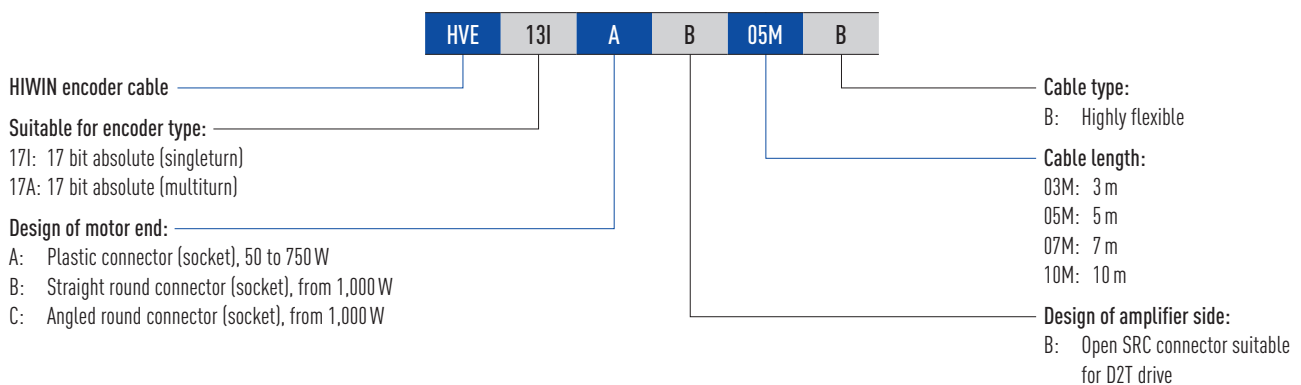 HVE 13I A B 05M B
HIWIN encoder cable
Suitable for encoder type:
17I: 17 bit absolute (singleturn)
17A: 17 bit absolute (multiturn)
Design of motor end:
A: Plastic connector (socket), 50 to 750 W
B: Straight round connector (socket), from 1,000 W
C: Angled round connector (socket), from 1,000 W
Cable type:
B: Highly flexible
Cable length:
03M: 3 m
05M: 5 m
07M: 7 m
10M: 10 m
Design of amplifier side:
B: Open SRC connector suitable
for D2T drive